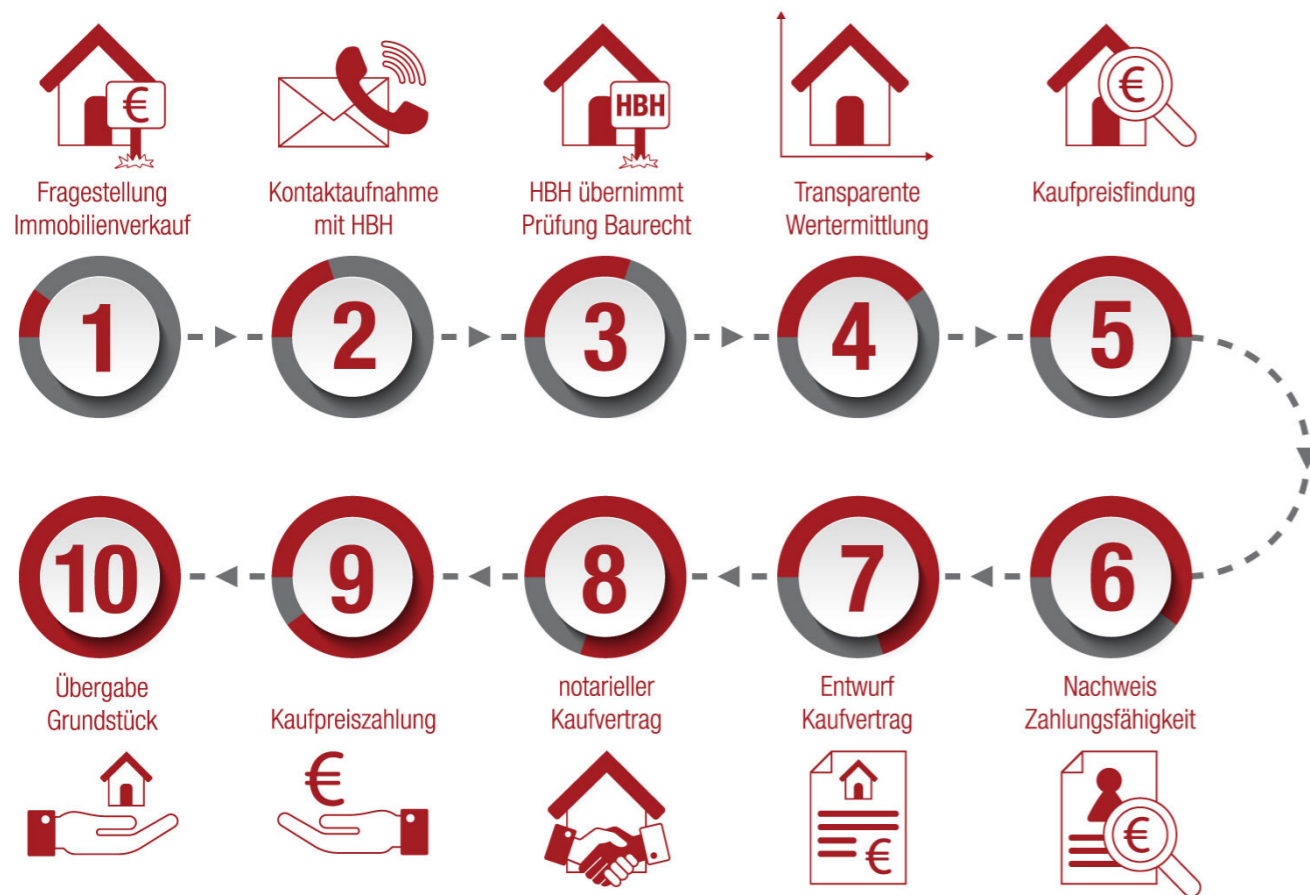 €
HBH
€
Fragestellung
Immobilienverkauf
Kontaktaufnahme
mit HBH
HBH übernimmt
Prüfung Baurecht
Transparente
Wertermittlung
Kaufpreisfindung
1
2
3
4
5
6
7
8
9
10
Nachweis
Zahlungsfähigkeit
Entwurf
Kaufvertrag
notarieller
Kaufvertrag
Kaufpreiszahlung
Übergabe
Grundstück
€
€
€